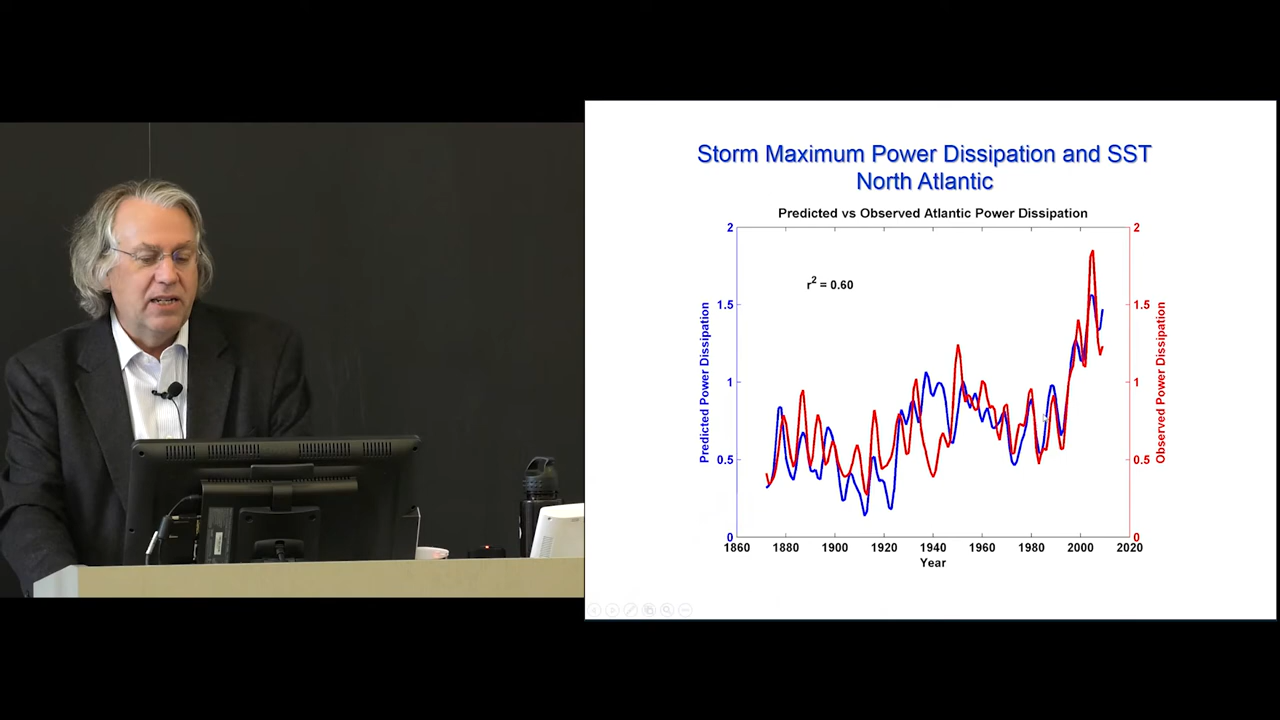 Storm Maximum Power Dissipation and SST
North Atlantic
Predicted vs Observed Atlantic Power Dissipation
r² = 0.60
Predicted Power Dissipation
2
1.5
1
0.5
0
2
1.5
1
0.5
0
Observed Power Dissipation
1860 1880 1900 1920 1940 1960 1980 2000 2020
Year